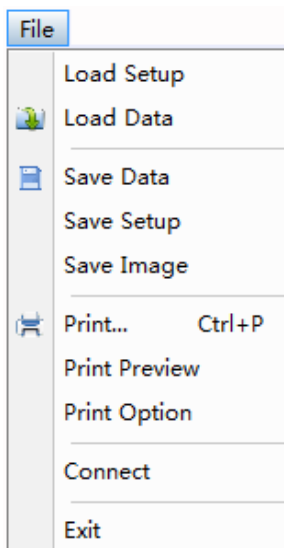 File
Load Setup
Load Data
Save Data
Save Setup
Save Image
Print... Ctrl+P
Print Preview
Print Option
Connect
Exit